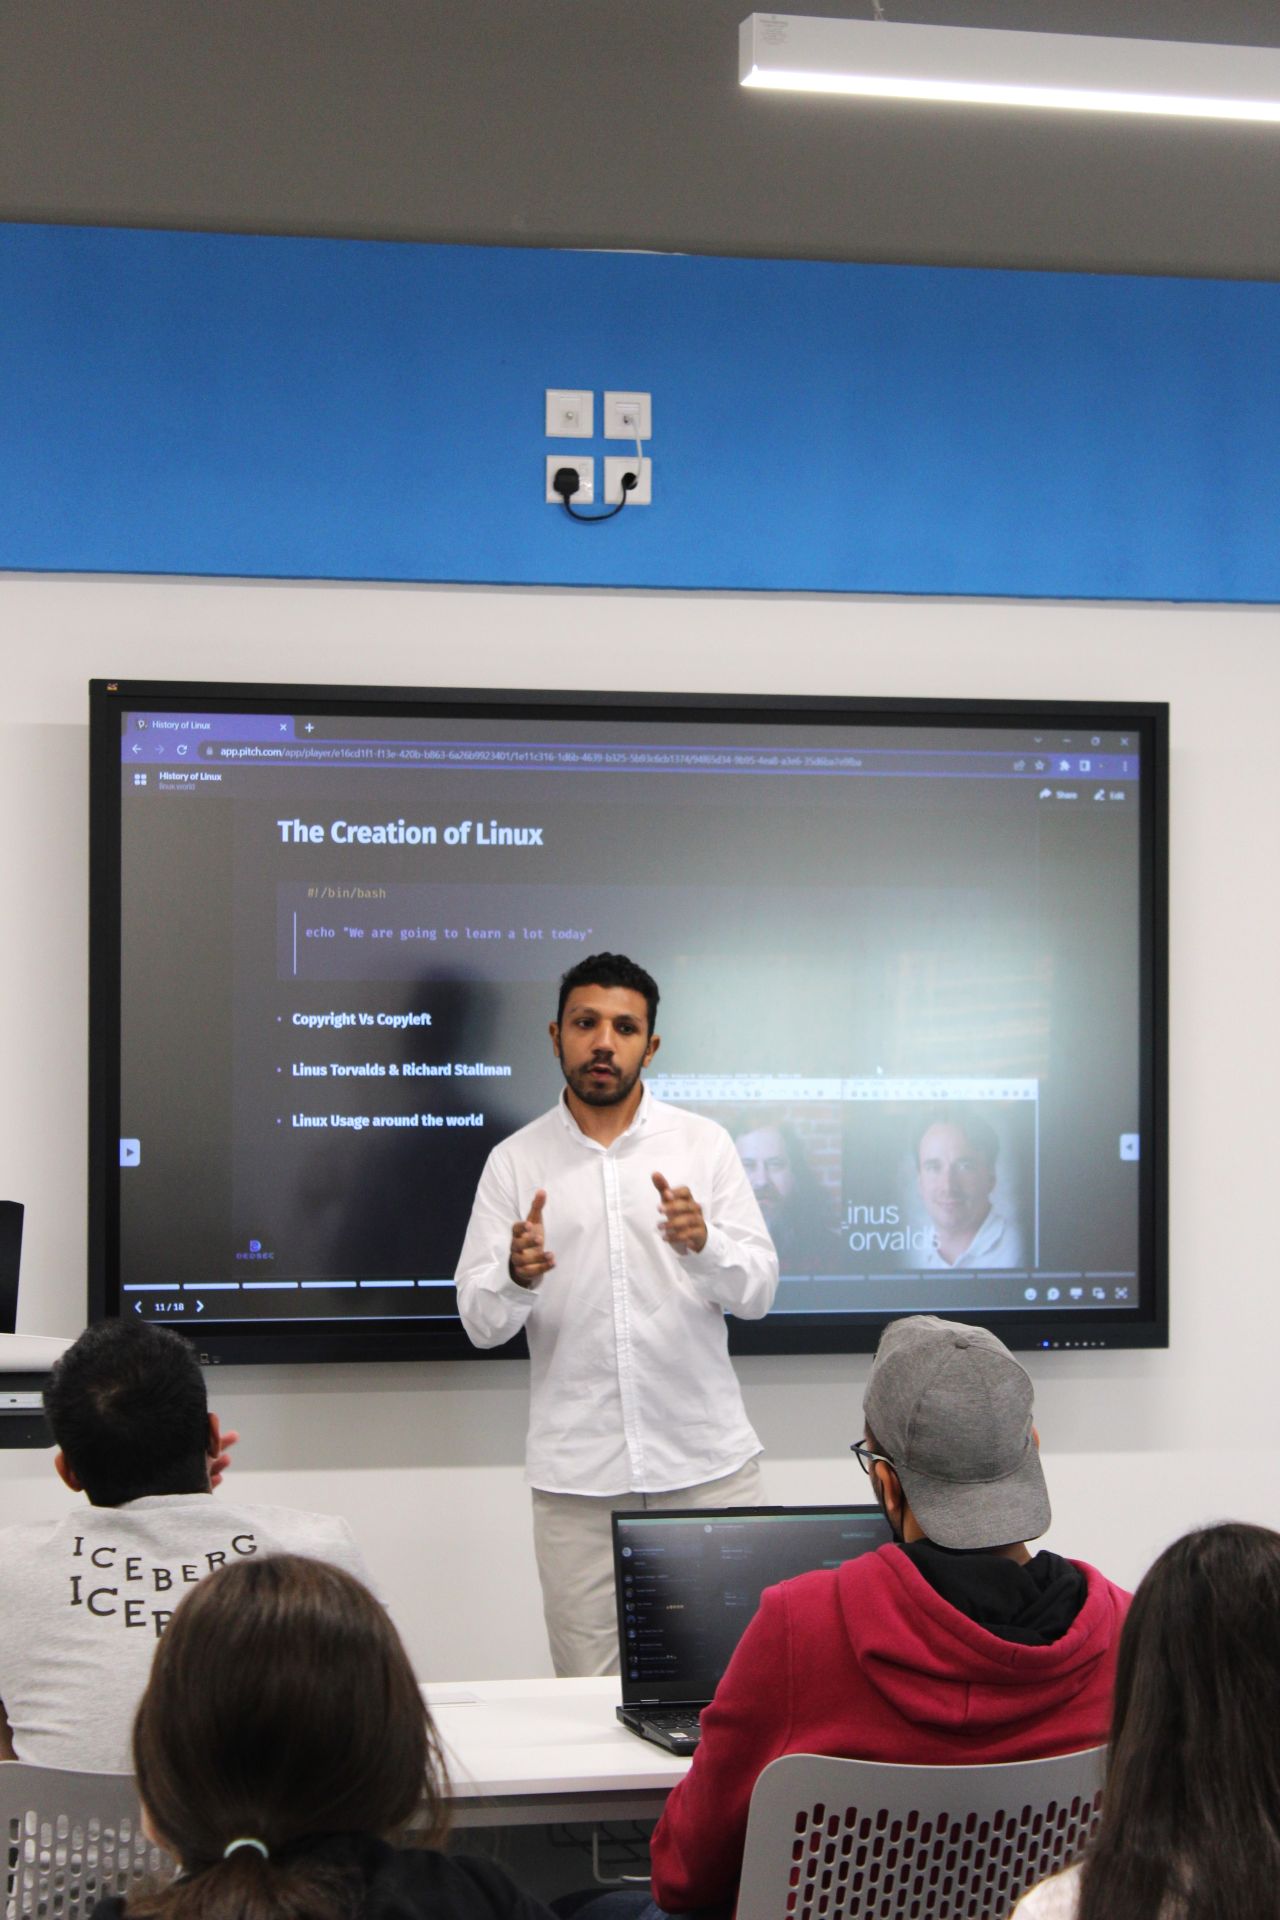 History of Linux
app.pitch.com/app/player/e16cd1f1-f13e-420b-b863-6a26b9923401/1e11c316-1d6b-4639-b325-5b93c6cb1374/94f65d34-9b95-4ea8-a3e6-35d6ba7e9fba
History of Linux
linux world
Share
Edit
The Creation of Linux
#!/bin/bash
echo "We are going to learn a lot today"
• Copyright Vs Copyleft
• Linus Torvalds & Richard Stallman
• Linux Usage around the world
inus
orvalds
DEDSEC
11 / 18
ICEBERG